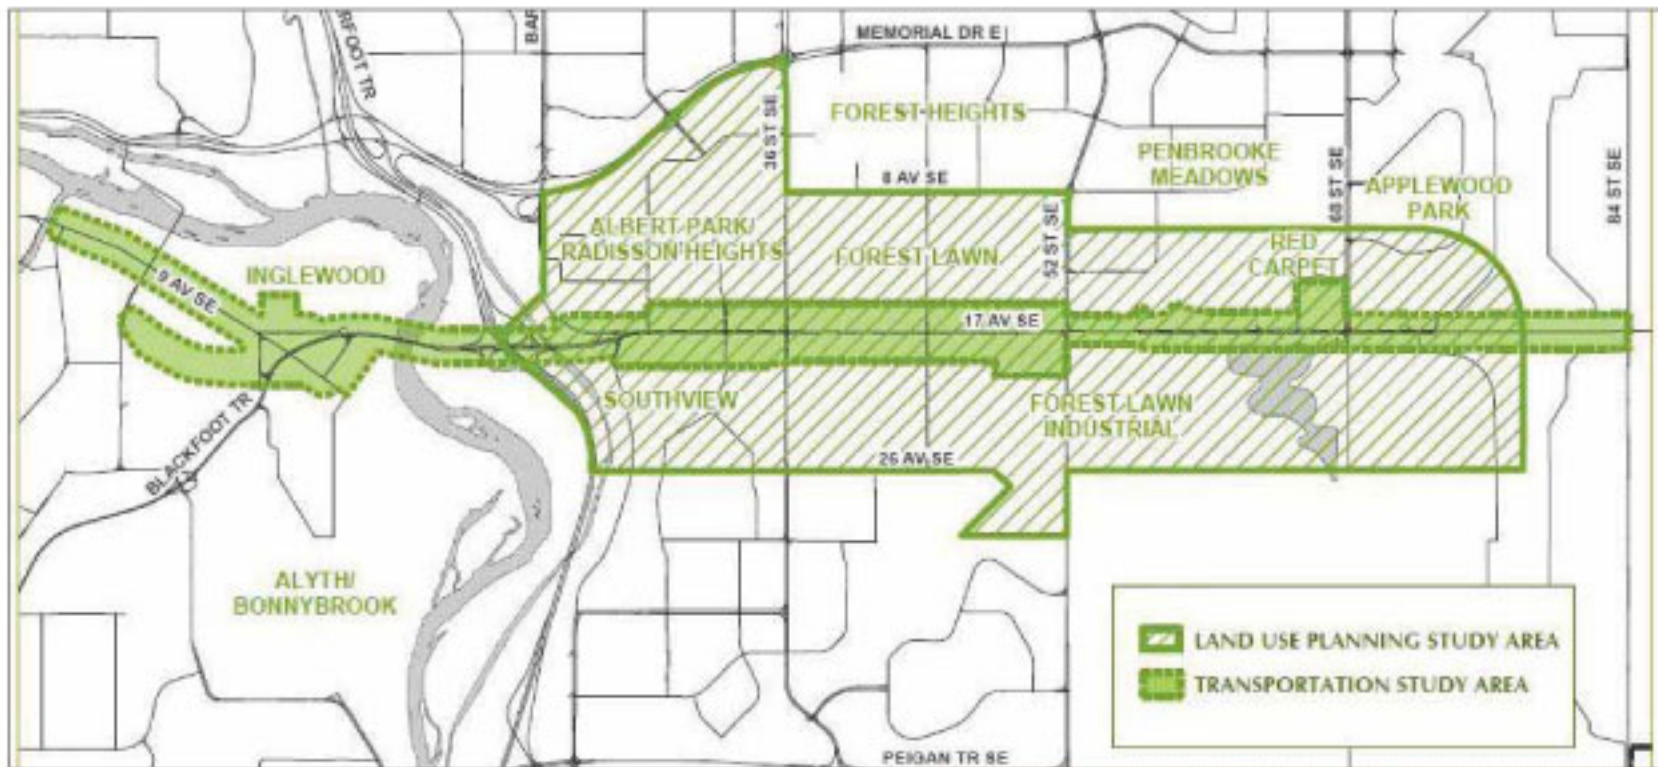 RFOOT TR
BAR
MEMORIAL DR E
36 ST SE
FOREST HEIGHTS
PENBROOKE
MEADOWS
8 AV SE
68 ST SE
APPLEWOOD
PARK
84 ST SE
ALBERT PARK/
RADISSON HEIGHTS
FOREST LAWN
52 ST SE
RED
CARPET
INGLEWOOD
9 AV SE
17 AV SE
SOUTHVIEW
FOREST LAWN
INDUSTRIAL
BLACKFOOT TR
26 AV SE
ALYTH/
BONNYBROOK
LAND USE PLANNING STUDY AREA
TRANSPORTATION STUDY AREA
PEIGAN TR SE